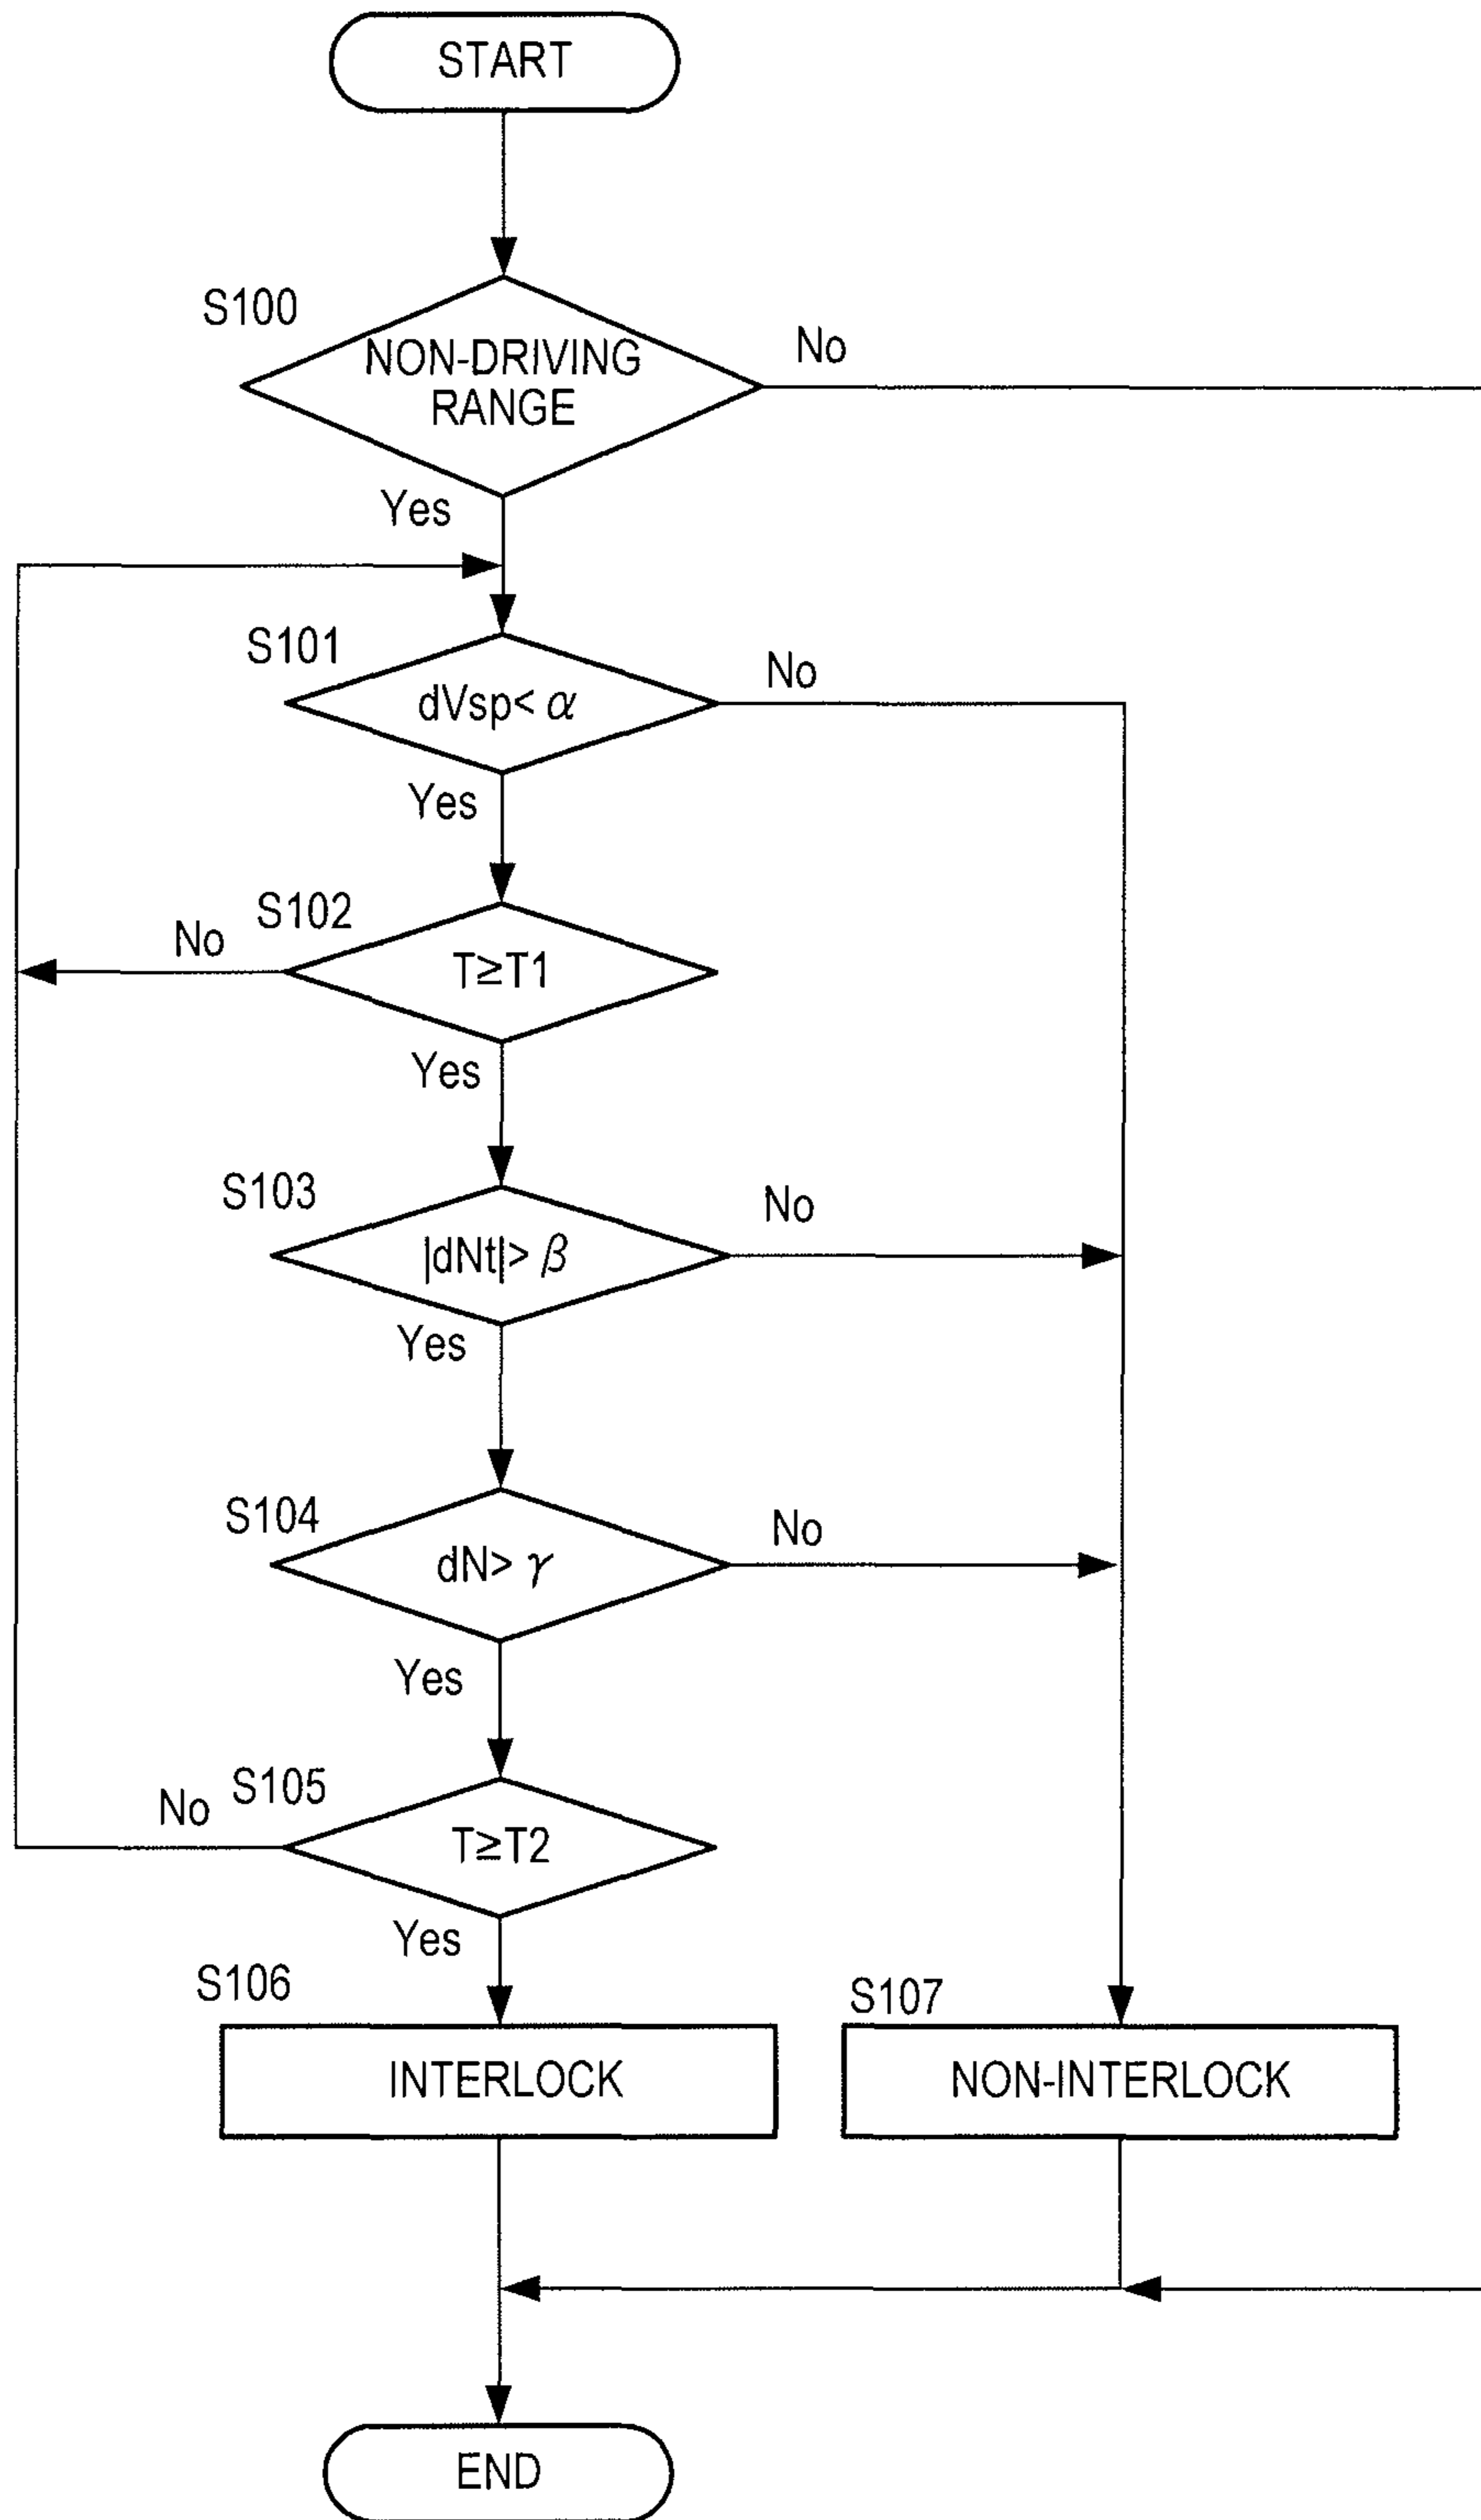 START
S100
NON-DRIVING
RANGE
No
Yes
S101
dVsp< α
No
Yes
S102
No
T≥T1
Yes
S103
|dNt|> β
No
Yes
S104
dN> γ
No
Yes
S105
No
T≥T2
Yes
S106
INTERLOCK
S107
NON-INTERLOCK
END